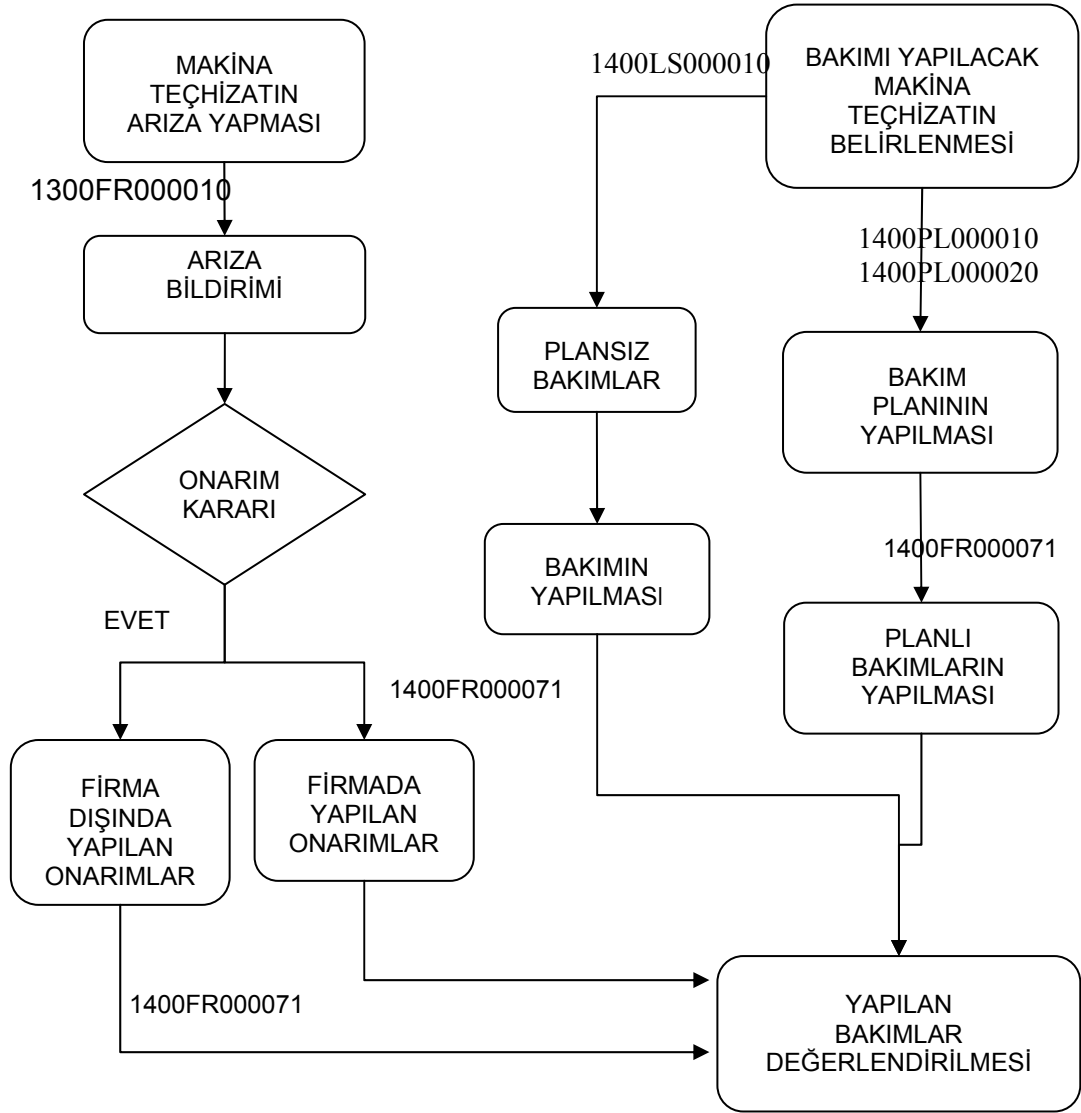 MAKİNA
TEÇHİZATIN
ARIZA YAPMASI
1300FR000010
ARIZA
BİLDİRİMİ
ONARIM
KARARI
EVET
1400FR000071
FİRMA
DIŞINDA
YAPILAN
ONARIMLAR
FİRMADA
YAPILAN
ONARIMLAR
1400FR000071
1400LS000010
BAKIMI YAPILACAK
MAKİNA
TEÇHİZATIN
BELİRLENMESİ
1400PL000010
1400PL000020
PLANSIZ
BAKIMLAR
BAKIM
PLANININ
YAPILMASI
BAKIMIN
YAPILMASI
1400FR000071
PLANLI
BAKIMLARIN
YAPILMASI
YAPILAN
BAKIMLAR
DEĞERLENDİRİLMESİ